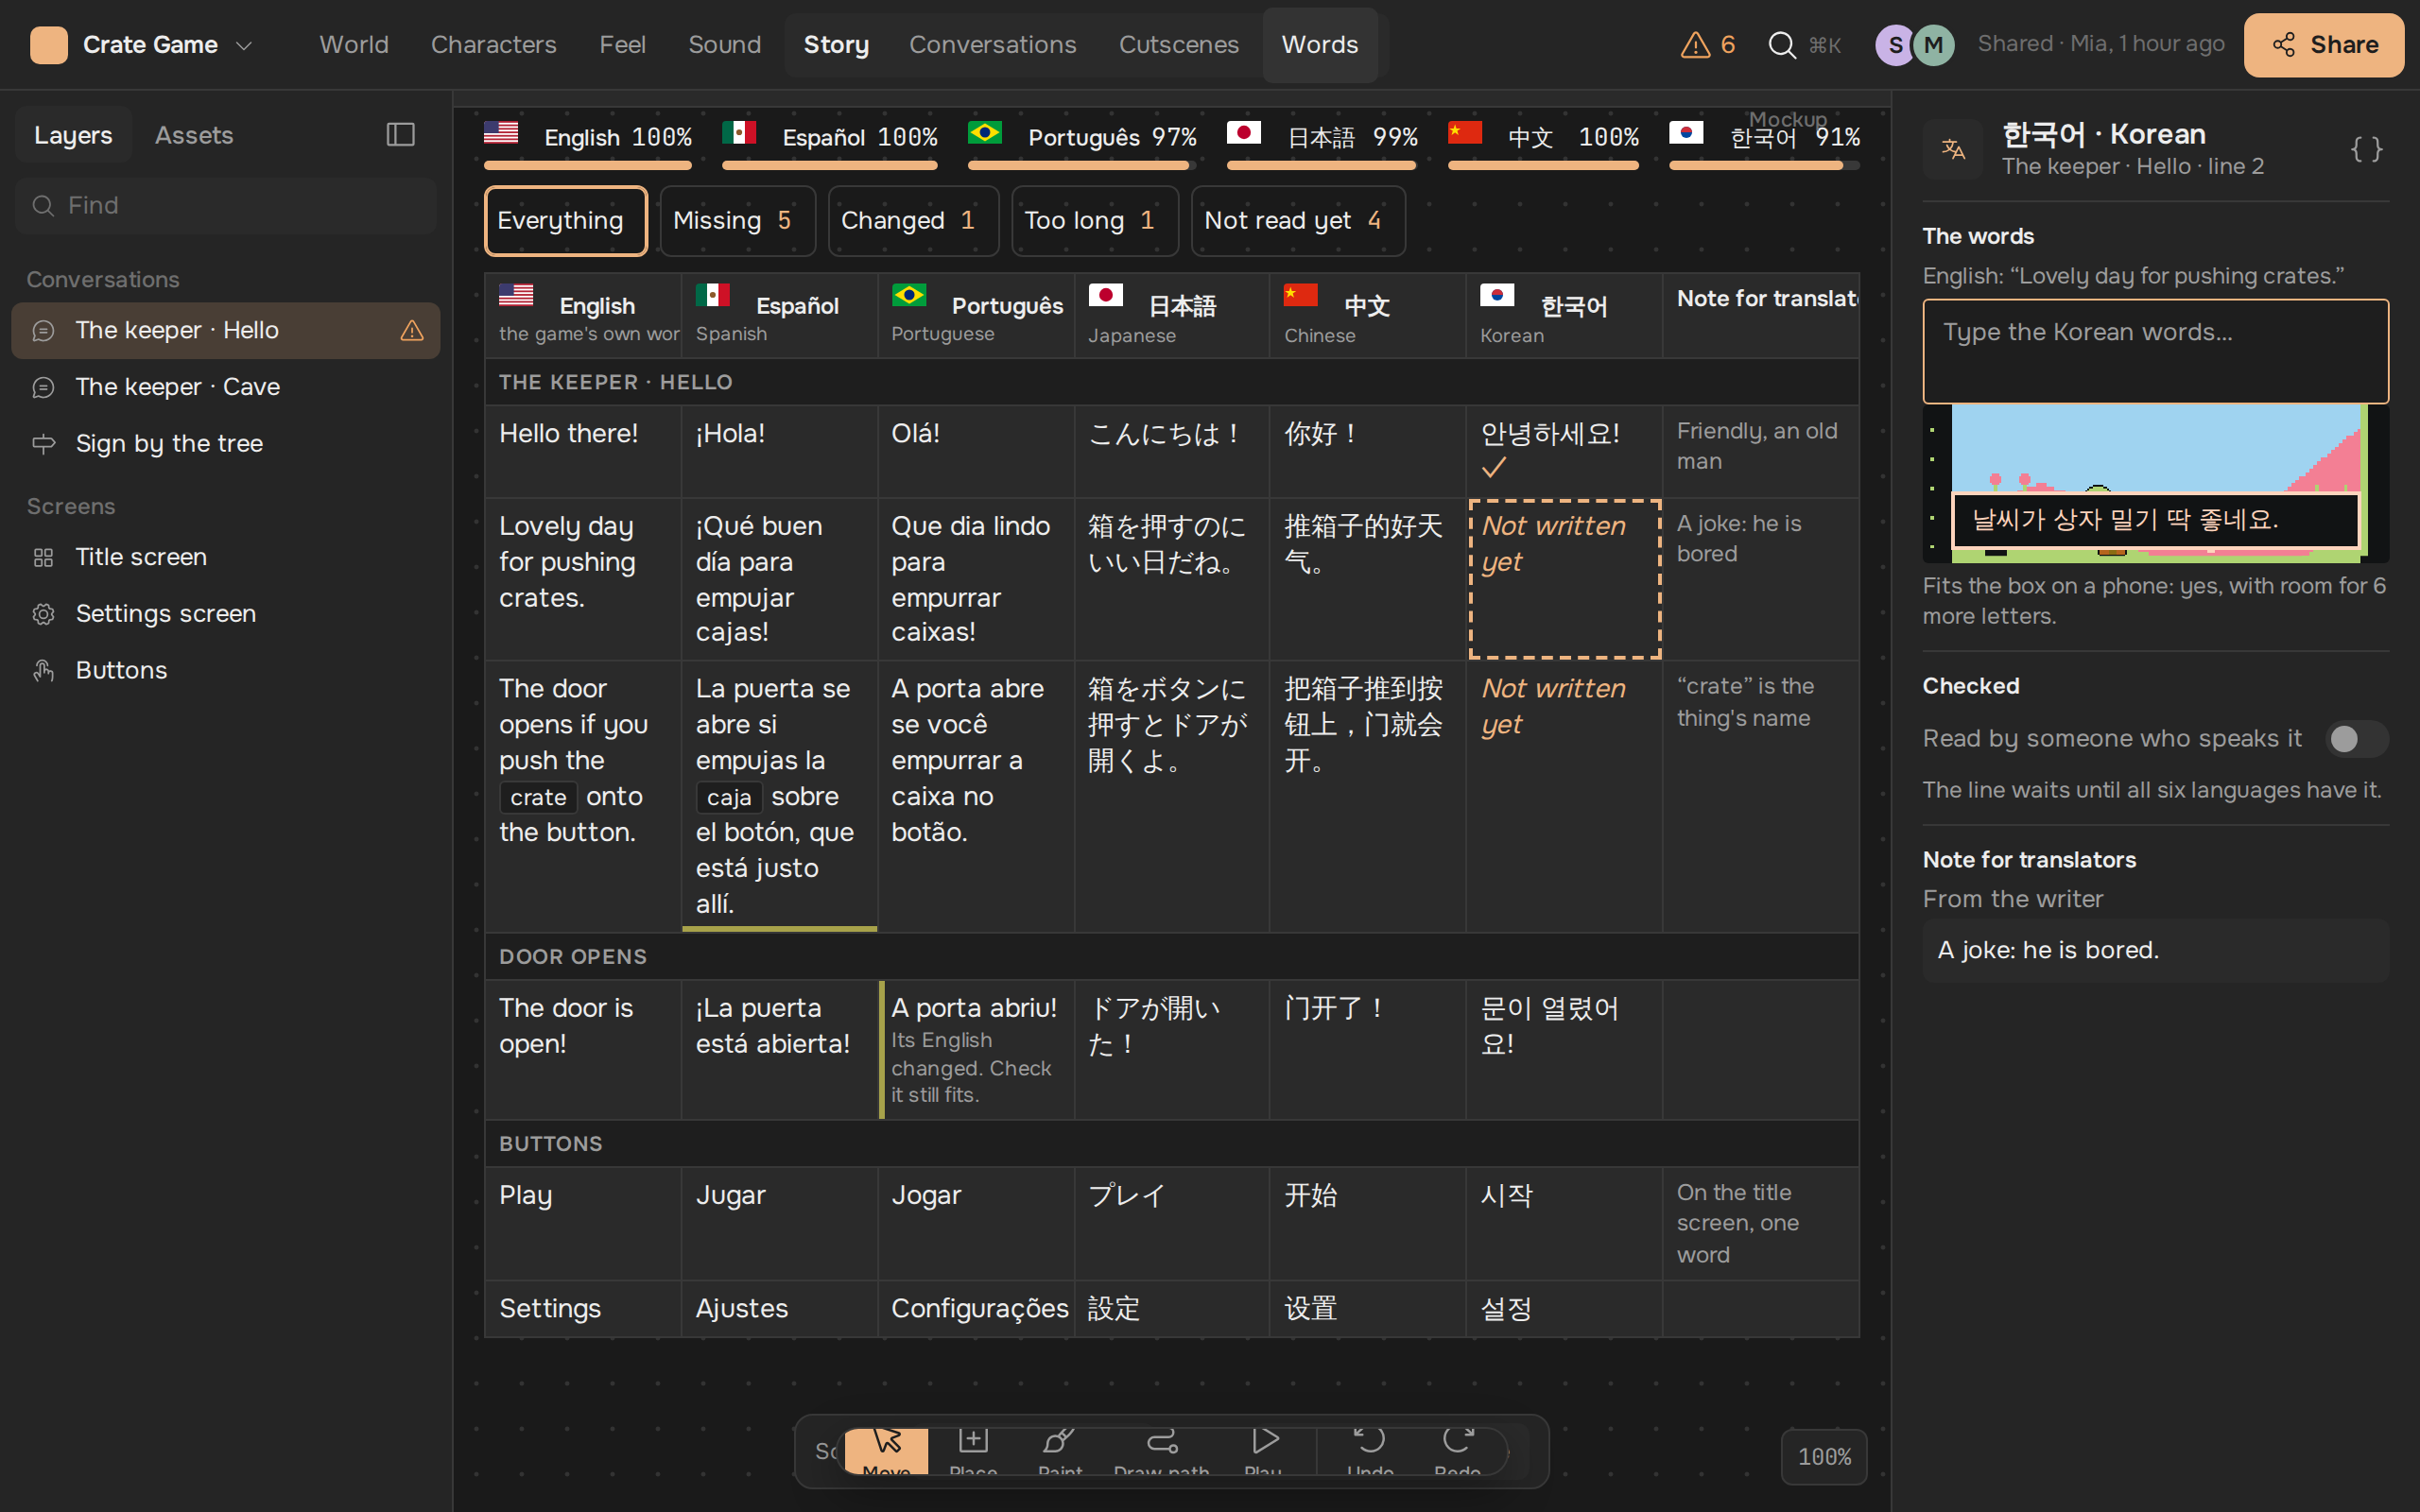 Crate Game
World
Characters
Feel
Sound
Story
Conversations
Cutscenes
Words
6
⌘K
S
M
Shared · Mia, 1 hour ago
Share
Layers
Assets
Find
Conversations
The keeper · Hello
The keeper · Cave
Sign by the tree
Screens
Title screen
Settings screen
Buttons
Mockup
English 100%
Español 100%
Português 97%
日本語 99%
中文 100%
한국어 91%
Everything
Missing 5
Changed 1
Too long 1
Not read yet 4
English
the game's own wor
Español
Spanish
Português
Portuguese
日本語
Japanese
中文
Chinese
한국어
Korean
Note for translat
THE KEEPER · HELLO
Hello there!
¡Hola!
Olá!
こんにちは！
你好！
안녕하세요!
Friendly, an old
man
Lovely day
for pushing
crates.
¡Qué buen
día para
empujar
cajas!
Que dia lindo
para
empurrar
caixas!
箱を押すのに
いい日だね。
推箱子的好天
气。
Not written
yet
A joke: he is
bored
The door
opens if you
push the
crate onto
the button.
La puerta se
abre si
empujas la
caja sobre
el botón, que
está justo
allí.
A porta abre
se você
empurrar a
caixa no
botão.
箱をボタンに
押すとドアが
開くよ。
把箱子推到按
钮上，门就会
开。
Not written
yet
“crate” is the
thing's name
DOOR OPENS
The door is
open!
¡La puerta
está abierta!
A porta abriu!
Its English
changed. Check
it still fits.
ドアが開い
た！
门开了！
문이 열렸어
요!
BUTTONS
Play
Jugar
Jogar
プレイ
开始
시작
On the title
screen, one
word
Settings
Ajustes
Configurações
設定
设置
설정
Move
Place
Paint
Draw path
Play
Undo
Redo
100%
한국어 · Korean
The keeper · Hello · line 2
The words
English: “Lovely day for pushing crates.”
Type the Korean words...
날씨가 상자 밀기 딱 좋네요.
Fits the box on a phone: yes, with room for 6
more letters.
Checked
Read by someone who speaks it
The line waits until all six languages have it.
Note for translators
From the writer
A joke: he is bored.